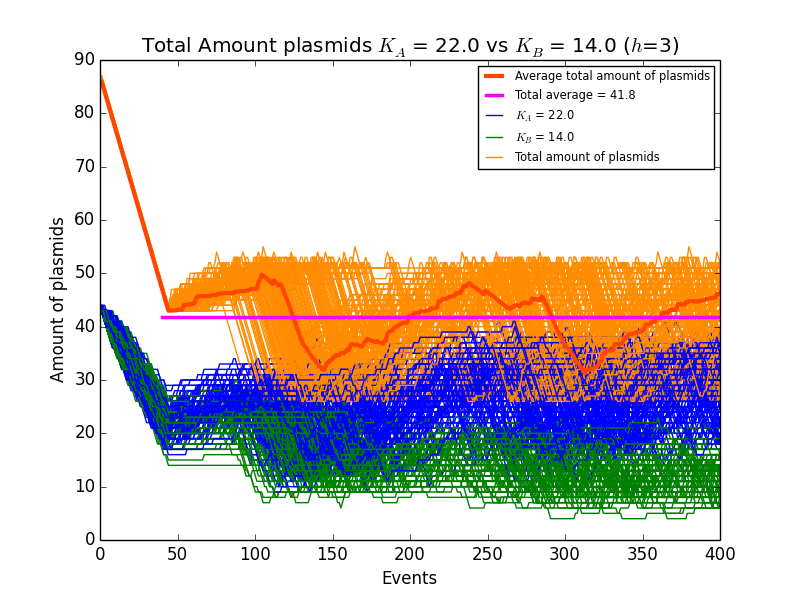 Total Amount plasmids K_A = 22.0 vs K_B = 14.0 (h=3)
Average total amount of plasmids
Total average = 41.8
K_A = 22.0
K_B = 14.0
Total amount of plasmids
90
80
70
60
50
40
30
20
10
0
Amount of plasmids
0 50 100 150 200 250 300 350 400
Events